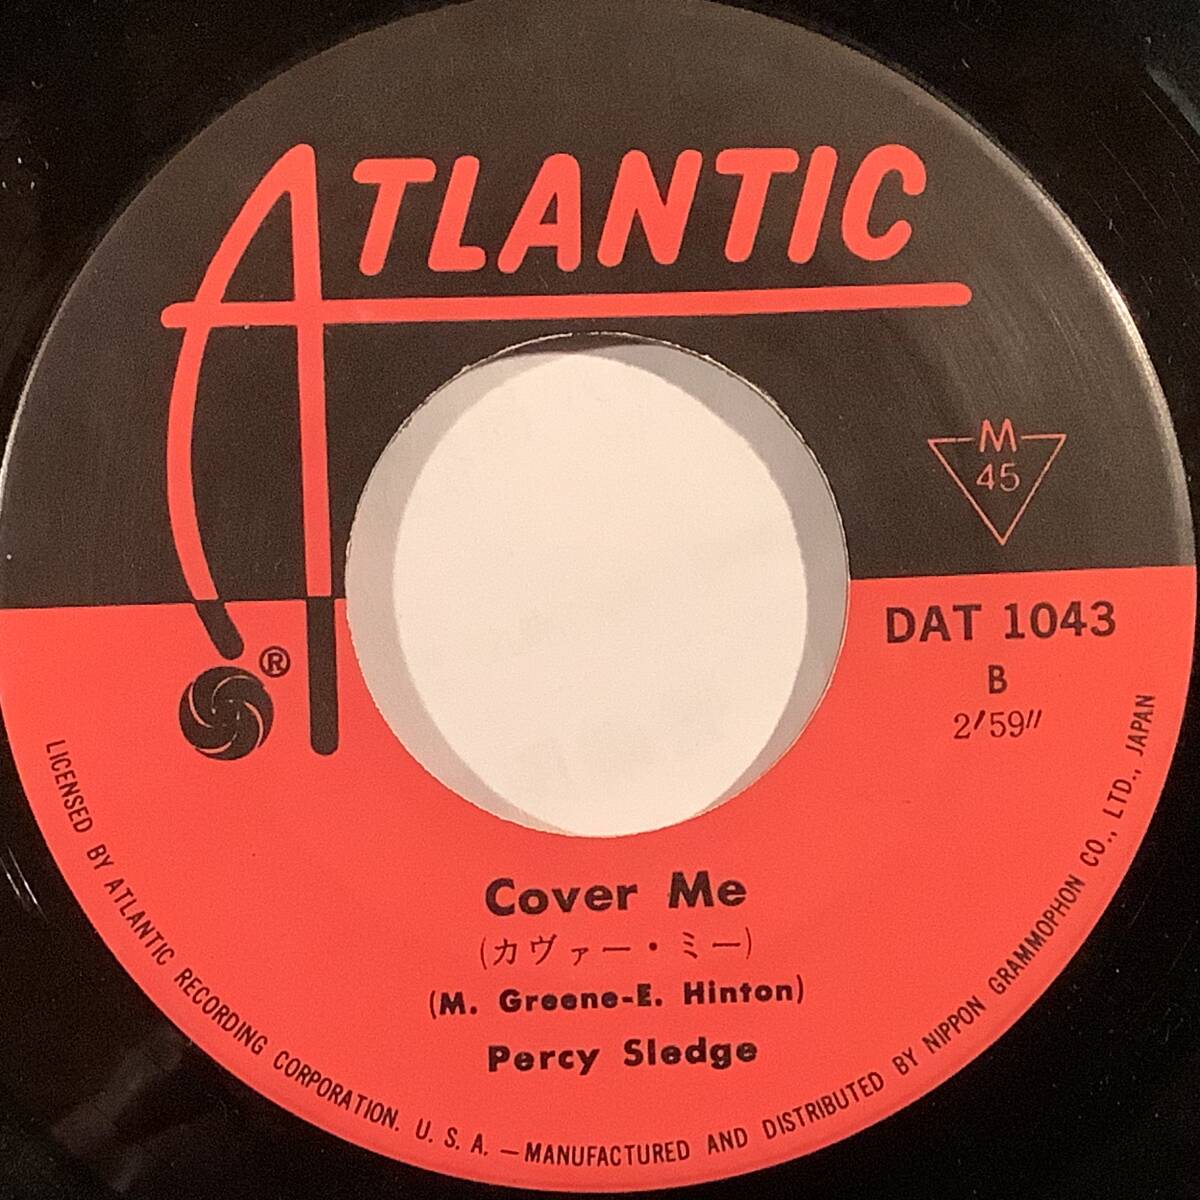 ATLANTIC
M
45
DAT 1043
B
2′59″
®
Cover Me
(カヴァー・ミー)
(M. Greene-E. Hinton)
Percy Sledge
LICENSED BY ATLANTIC RECORDING CORPORATION. U. S. A. — MANUFACTURED AND DISTRIBUTED BY NIPPON GRAMMOPHON CO., LTD., JAPAN